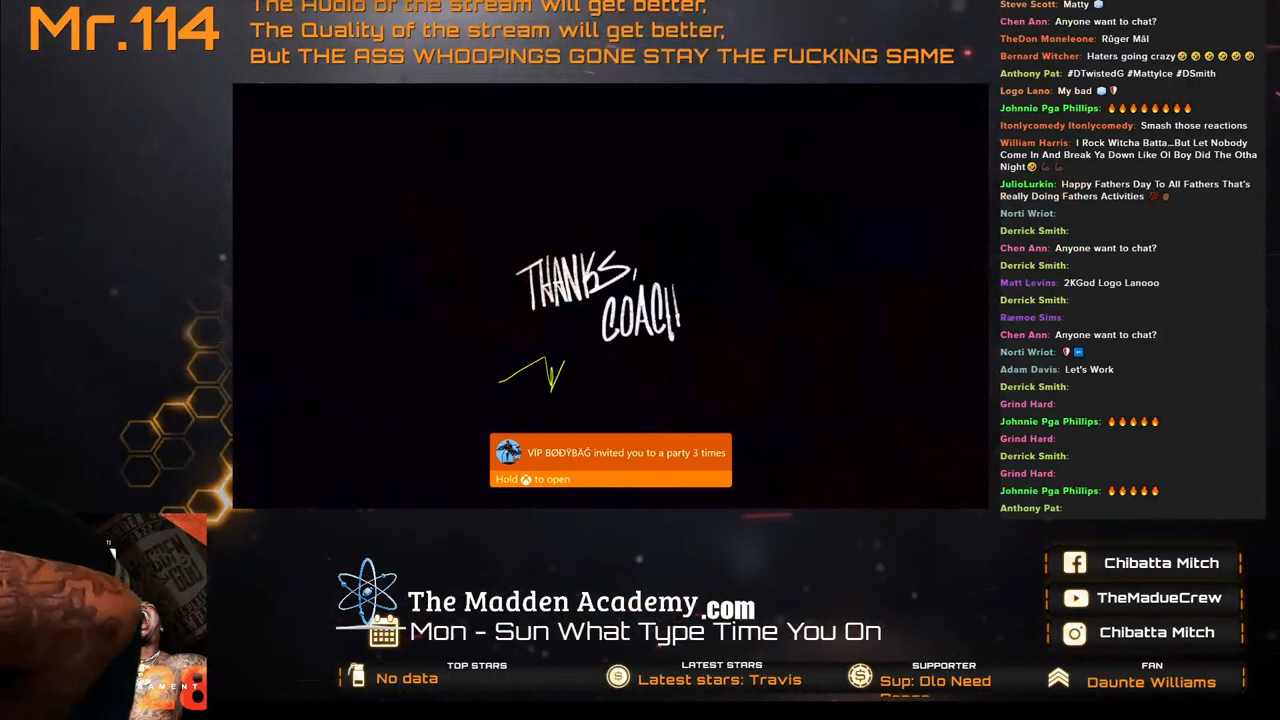 Mr.114
The Audio of the stream will get better,
The Quality of the stream will get better,
But THE ASS WHOOPINGS GONE STAY THE FUCKING SAME
THANKS,
COACH!
VIP BØDÝBÄĞ invited you to a party 3 times
Hold to open
Steve Scott: Matty
Chen Ann: Anyone want to chat?
TheDon Moneleone: Rûger Mâl
Bernard Witcher: Haters going crazy🤣🤣🤣🤣🤣🤣
Anthony Pat: #DTwistedG #MattyIce #DSmith
Logo Lano: My bad
Johnnie Pga Phillips: 🔥🔥🔥🔥🔥🔥🔥🔥
Itonlycomedy Itonlycomedy: Smash those reactions
William Harris: I Rock Witcha Batta...But Let Nobody
Come In And Break Ya Down Like Ol Boy Did The Otha
Night🤣
JulioLurkin: Happy Fathers Day To All Fathers That's
Really Doing Fathers Activities 💯
Norti Wriot:
Derrick Smith:
Chen Ann: Anyone want to chat?
Derrick Smith:
Matt Levins: 2KGod Logo Lanooo
Derrick Smith:
Ræmoe Sims:
Chen Ann: Anyone want to chat?
Norti Wriot:
Adam Davis: Let's Work
Derrick Smith:
Grind Hard:
Johnnie Pga Phillips: 🔥🔥🔥🔥🔥
Grind Hard:
Derrick Smith:
Grind Hard:
Johnnie Pga Phillips: 🔥🔥🔥🔥🔥
Anthony Pat:
The Madden Academy.com
Mon - Sun What Type Time You On
Chibatta Mitch
TheMadueCrew
Chibatta Mitch
TOP STARS
No data
LATEST STARS
Latest stars: Travis
SUPPORTER
Sup: Dlo Need
FAN
Daunte Williams